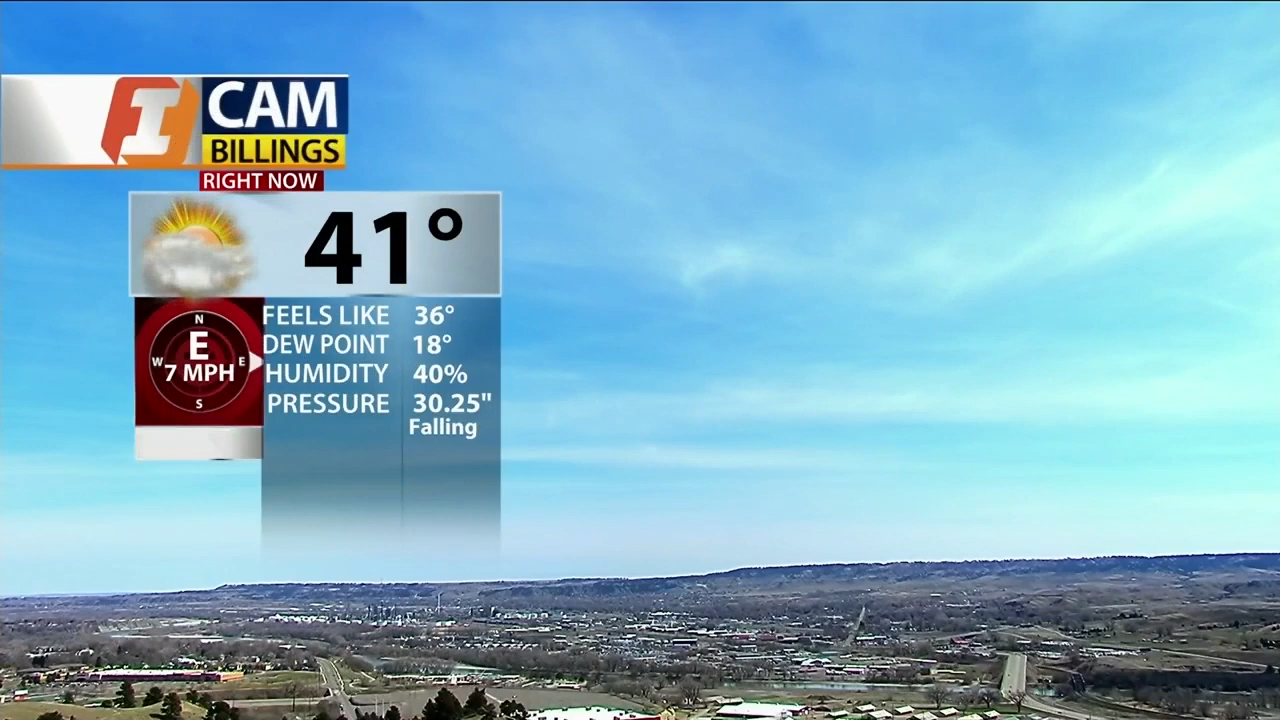 I CAM
BILLINGS
RIGHT NOW
41°
N
W E E
7 MPH
S
FEELS LIKE 36°
DEW POINT 18°
HUMIDITY 40%
PRESSURE 30.25"
Falling